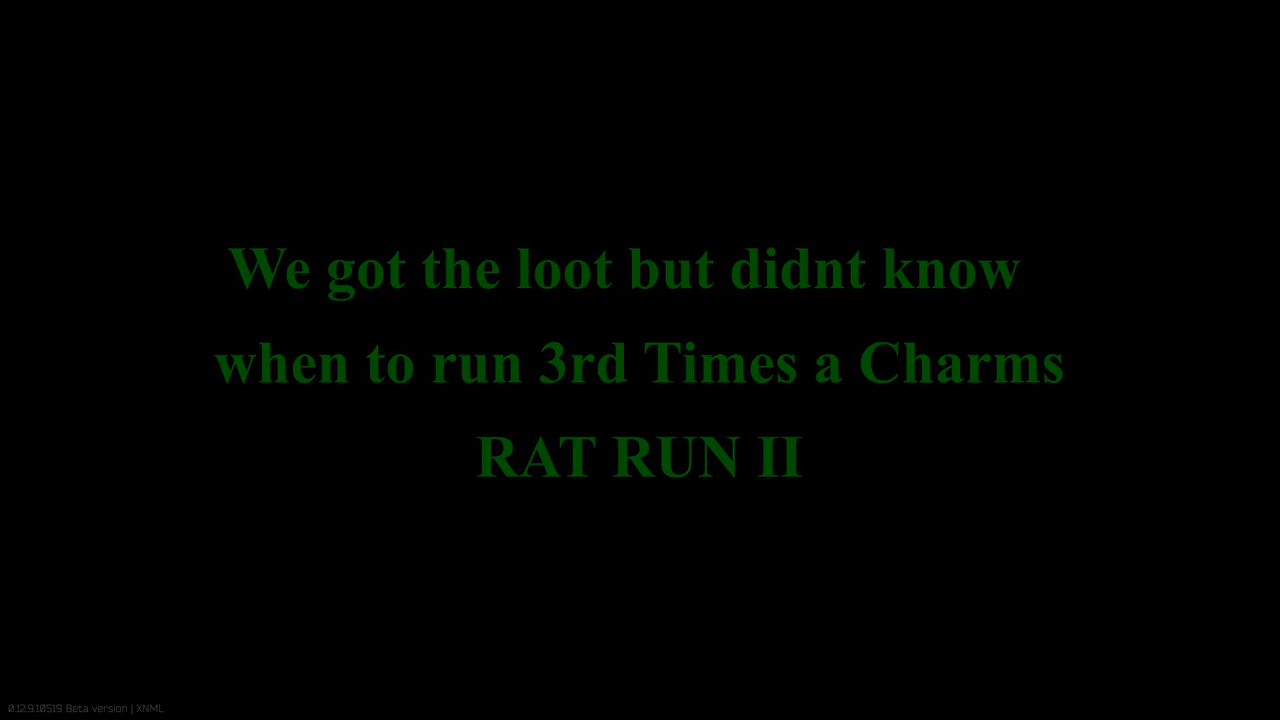 We got the loot but didnt know
when to run 3rd Times a Charms
RAT RUN II
0.12.9.10519 Beta version | XNML